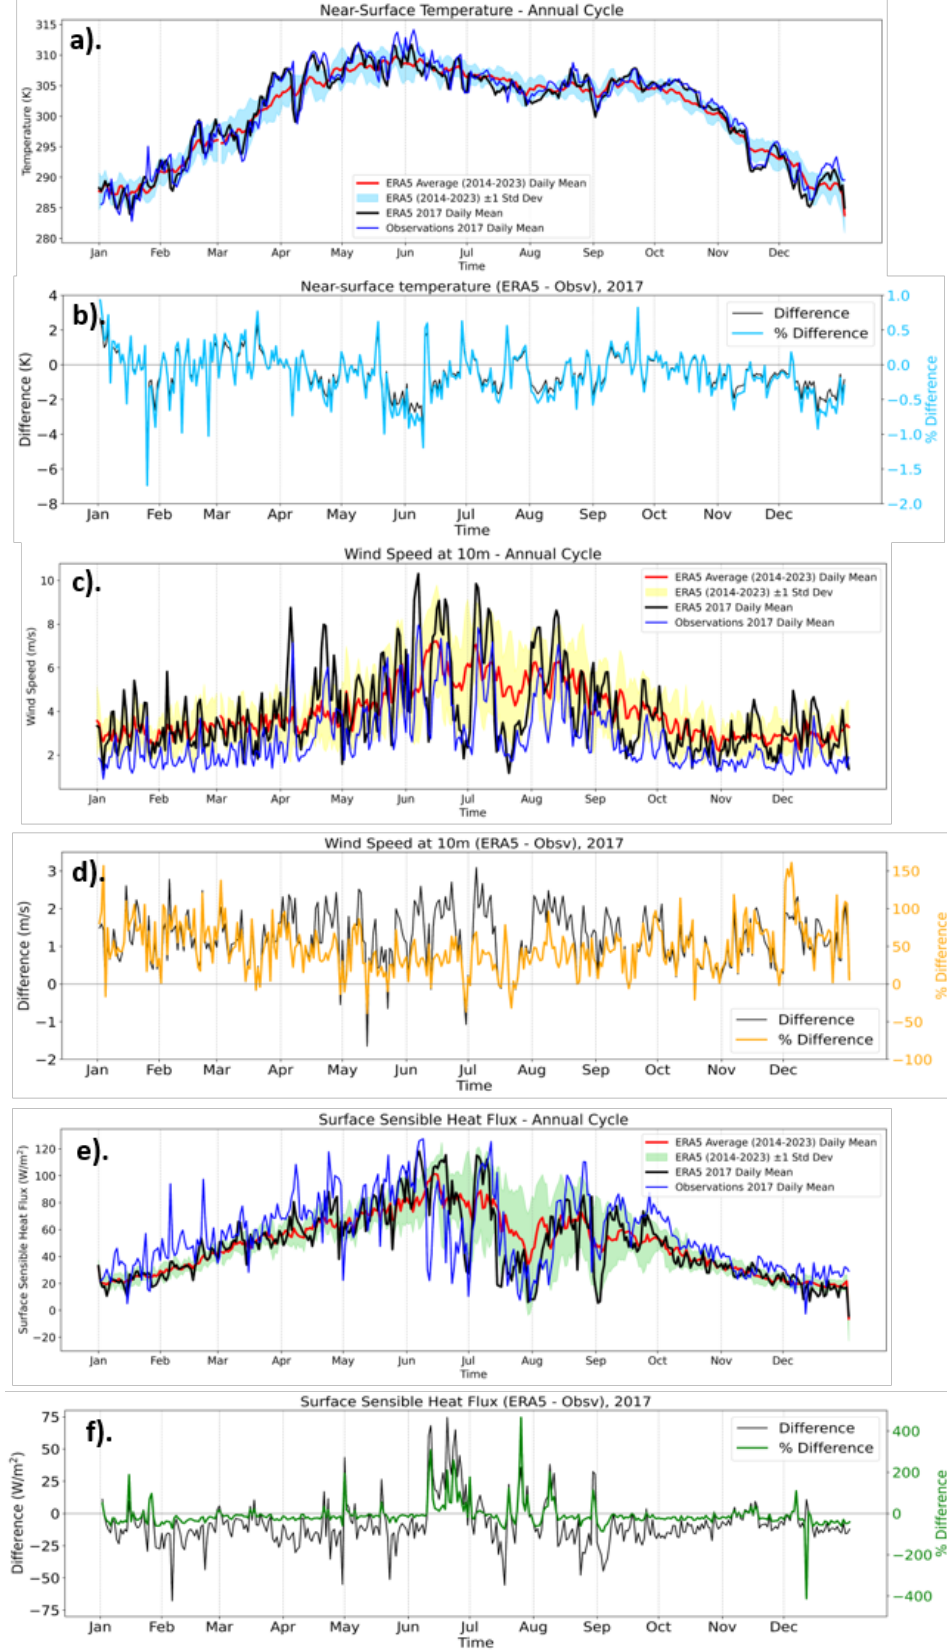 Near-Surface Temperature - Annual Cycle
a).
315
310
305
300
295
290
285
280
Temperature (K)
ERA5 Average (2014-2023) Daily Mean
ERA5 (2014-2023) ±1 Std Dev
ERA5 2017 Daily Mean
Observations 2017 Daily Mean
Jan Feb Mar Apr May Jun Jul Aug Sep Oct Nov Dec
Time
Near-surface temperature (ERA5 - Obsv), 2017
b).
4
2
0
−2
−4
−6
−8
Difference (K)
Difference
% Difference
1.0
0.5
0.0
−0.5
−1.0
−1.5
−2.0
% Difference
Jan Feb Mar Apr May Jun Jul Aug Sep Oct Nov Dec
Time
Wind Speed at 10m - Annual Cycle
c).
10
8
6
4
2
Wind Speed (m/s)
ERA5 Average (2014-2023) Daily Mean
ERA5 (2014-2023) ±1 Std Dev
ERA5 2017 Daily Mean
Observations 2017 Daily Mean
Jan Feb Mar Apr May Jun Jul Aug Sep Oct Nov Dec
Time
Wind Speed at 10m (ERA5 - Obsv), 2017
d).
3
2
1
0
−1
−2
Difference (m/s)
Difference
% Difference
150
100
50
0
−50
−100
% Difference
Jan Feb Mar Apr May Jun Jul Aug Sep Oct Nov Dec
Time
Surface Sensible Heat Flux - Annual Cycle
e).
120
100
80
60
40
20
0
−20
Surface Sensible Heat Flux (W/m²)
ERA5 Average (2014-2023) Daily Mean
ERA5 (2014-2023) ±1 Std Dev
ERA5 2017 Daily Mean
Observations 2017 Daily Mean
Jan Feb Mar Apr May Jun Jul Aug Sep Oct Nov Dec
Time
Surface Sensible Heat Flux (ERA5 - Obsv), 2017
f).
75
50
25
0
−25
−50
−75
Difference (W/m²)
Difference
% Difference
400
200
0
−200
−400
% Difference
Jan Feb Mar Apr May Jun Jul Aug Sep Oct Nov Dec
Time